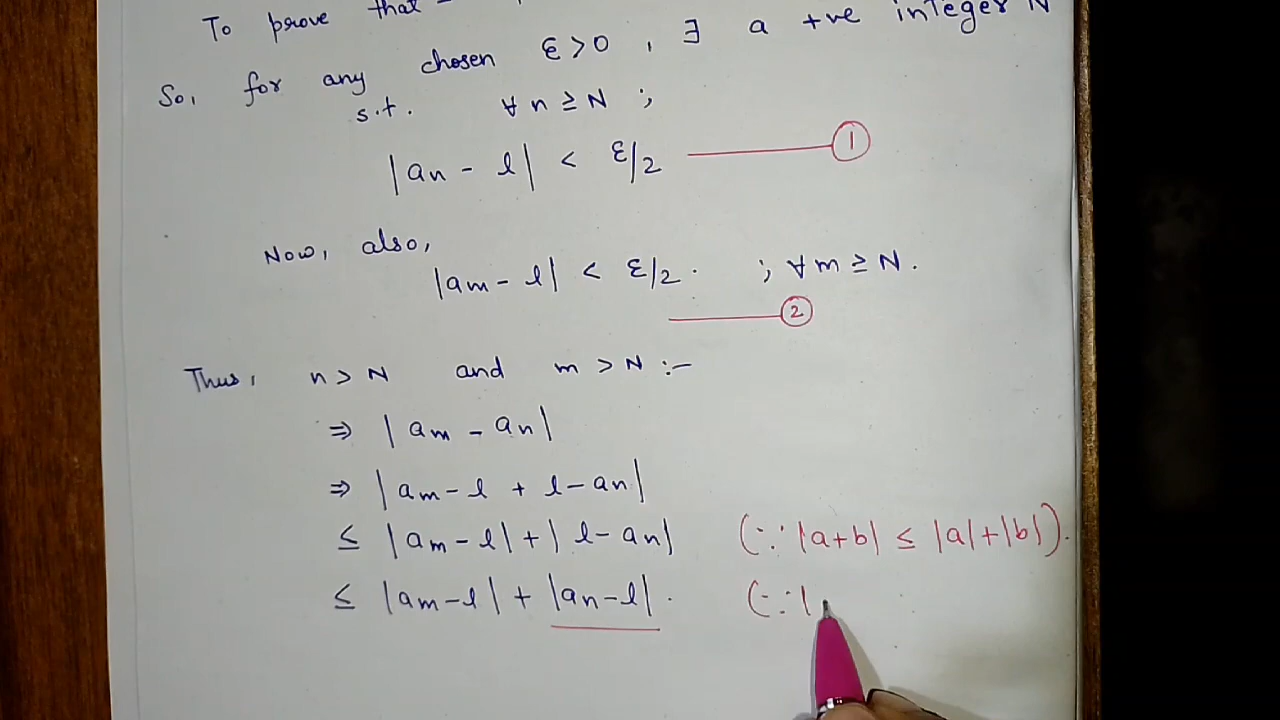 To prove that -
So, for any chosen ε>0, ∃ a +ve integer N
s.t. ∀ n ≥ N ;
|an - l| < ε/2 ①
Now, also,
|am - l| < ε/2. ; ∀ m ≥ N.
②
Thus, n > N and m > N :-
⇒ |am - an|
⇒ |am - l + l - an|
≤ |am - l| + | l - an| (∵ |a+b| ≤ |a|+|b|).
≤ |am - l| + |an - l|. (∵ |